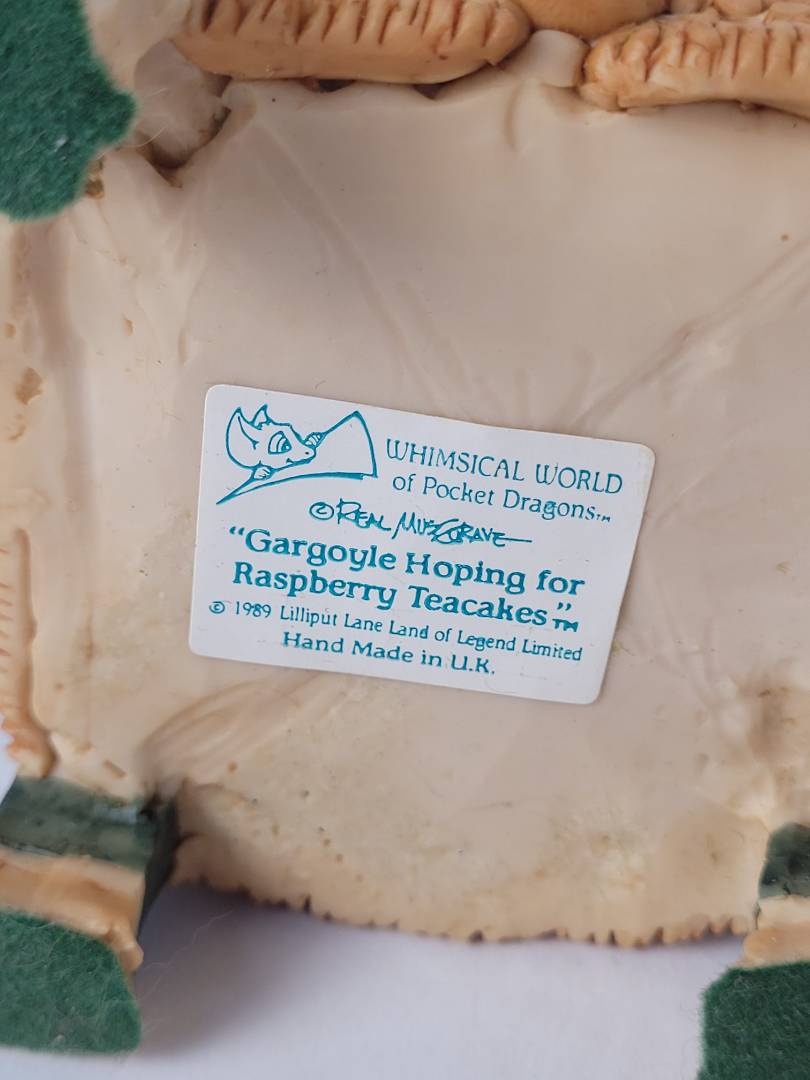 WHIMSICAL WORLD
of Pocket Dragons™
© REAL MUSGRAVE
"Gargoyle Hoping for
Raspberry Teacakes"™
© 1989 Lilliput Lane Land of Legend Limited
Hand Made in U.K.